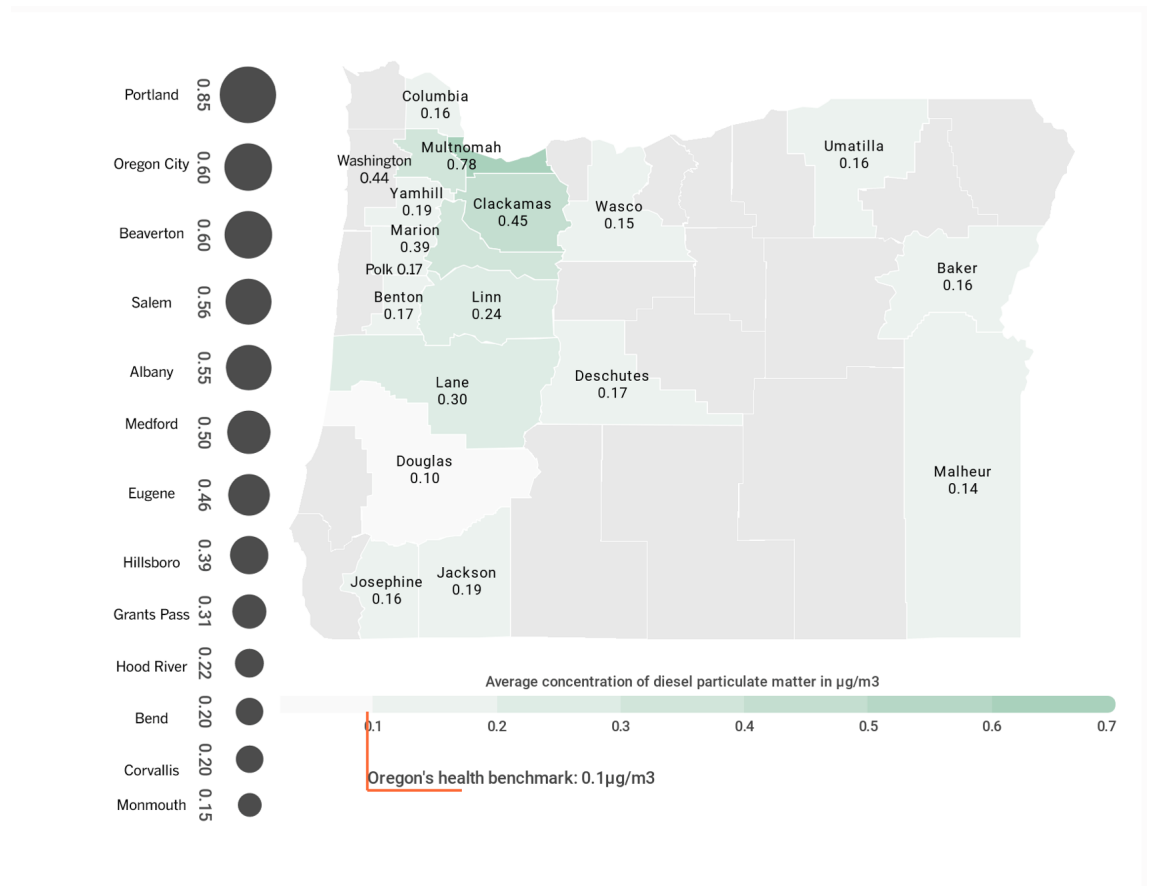 Portland 0.85
Oregon City 0.60
Beaverton 0.60
Salem 0.56
Albany 0.55
Medford 0.50
Eugene 0.46
Hillsboro 0.39
Grants Pass 0.31
Hood River 0.22
Bend 0.20
Corvallis 0.20
Monmouth 0.15
Columbia
0.16
Multnomah
0.78
Washington
0.44
Yamhill
0.19
Clackamas
0.45
Marion
0.39
Polk 0.17
Benton
0.17
Linn
0.24
Wasco
0.15
Umatilla
0.16
Baker
0.16
Lane
0.30
Deschutes
0.17
Douglas
0.10
Malheur
0.14
Josephine
0.16
Jackson
0.19
Average concentration of diesel particulate matter in µg/m3
0.1 0.2 0.3 0.4 0.5 0.6 0.7
Oregon's health benchmark: 0.1µg/m3